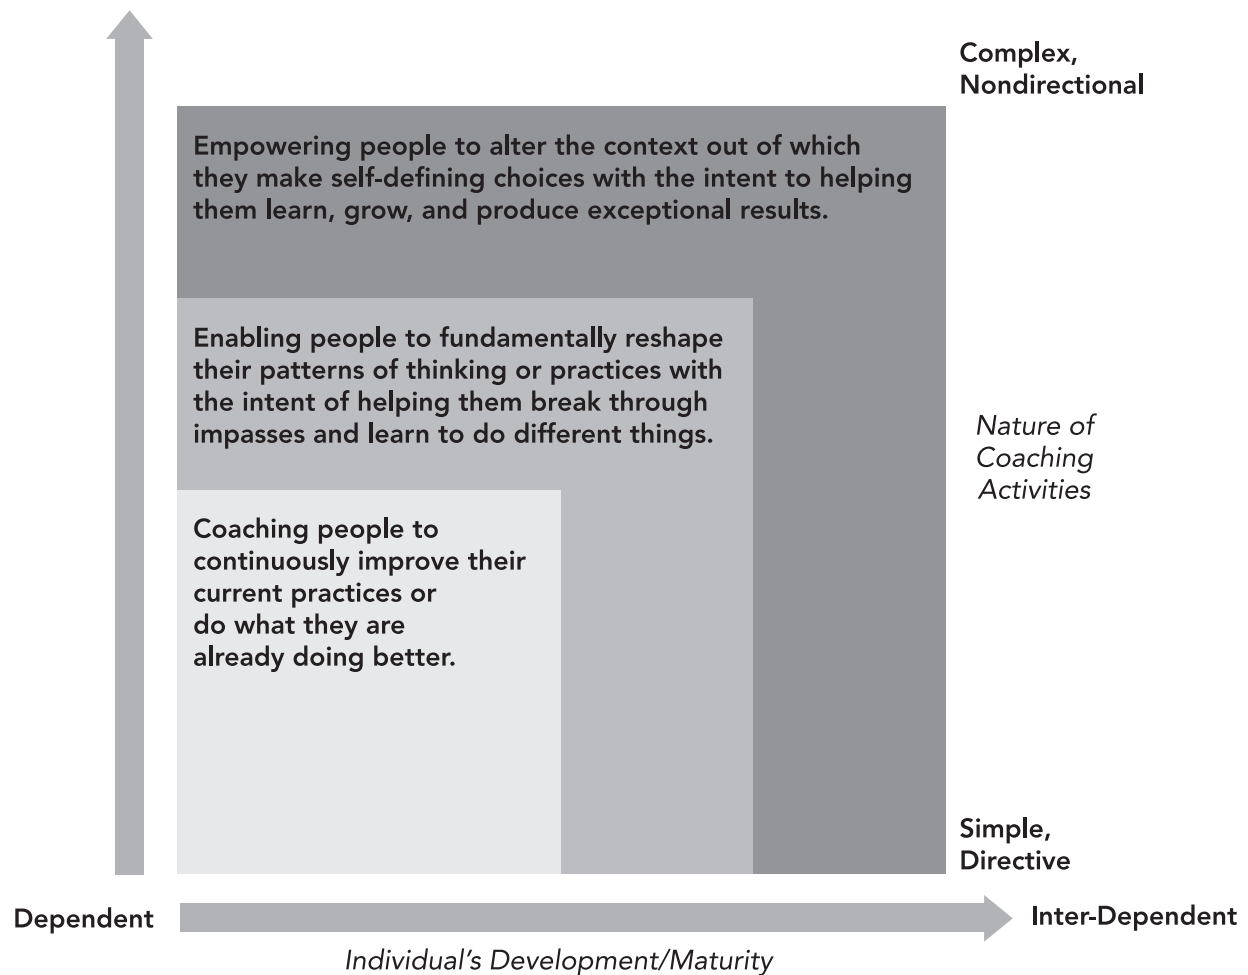 Complex,
Nondirectional
Empowering people to alter the context out of which
they make self-defining choices with the intent to helping
them learn, grow, and produce exceptional results.
Enabling people to fundamentally reshape
their patterns of thinking or practices with
the intent of helping them break through
impasses and learn to do different things.
Nature of
Coaching
Activities
Coaching people to
continuously improve their
current practices or
do what they are
already doing better.
Simple,
Directive
Dependent
Inter-Dependent
Individual's Development/Maturity